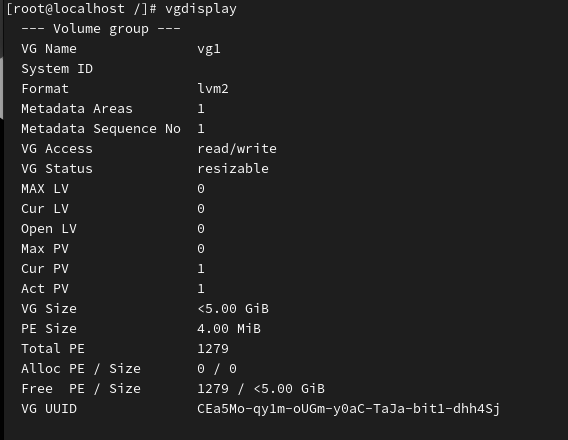 [root@localhost /]# vgdisplay
--- Volume group ---
VG Name vg1
System ID
Format lvm2
Metadata Areas 1
Metadata Sequence No 1
VG Access read/write
VG Status resizable
MAX LV 0
Cur LV 0
Open LV 0
Max PV 0
Cur PV 1
Act PV 1
VG Size <5.00 GiB
PE Size 4.00 MiB
Total PE 1279
Alloc PE / Size 0 / 0
Free  PE / Size 1279 / <5.00 GiB
VG UUID CEa5Mo-qy1m-oUGm-y0aC-TaJa-bit1-dhh4Sj